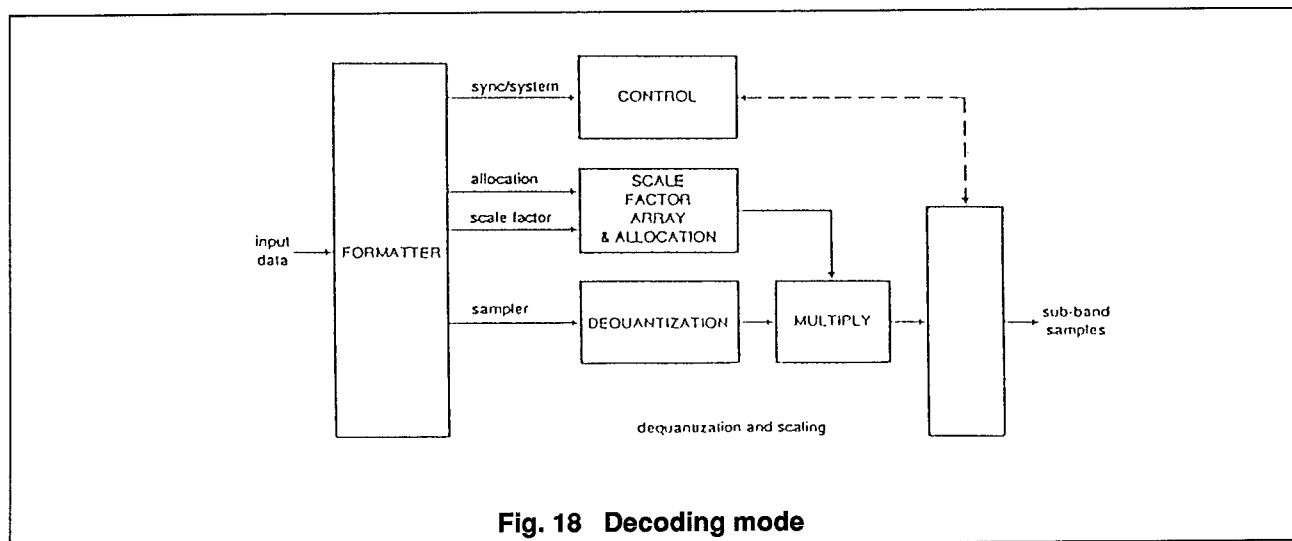 sync/system
CONTROL
allocation
scale factor
SCALE
FACTOR
ARRAY
& ALLOCATION
input
data
FORMATTER
sampler
DEQUANTIZATION
MULTIPLY
sub-band
samples
dequantization and scaling
Fig. 18 Decoding mode